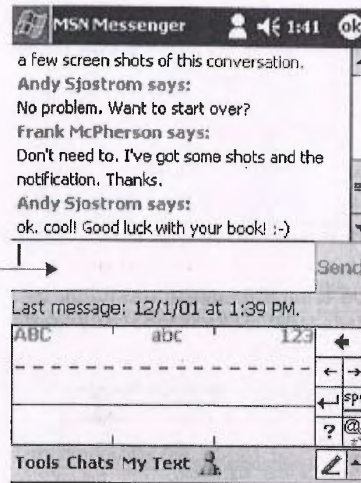 MSN Messenger 1:41 ok
a few screen shots of this conversation.
Andy Sjostrom says:
No problem. Want to start over?
Frank McPherson says:
Don't need to. I've got some shots and the
notification. Thanks.
Andy Sjostrom says:
ok. cool! Good luck with your book! :-)
Send
Last message: 12/1/01 at 1:39 PM.
ABC abc 123
? @
Tools Chats My Text